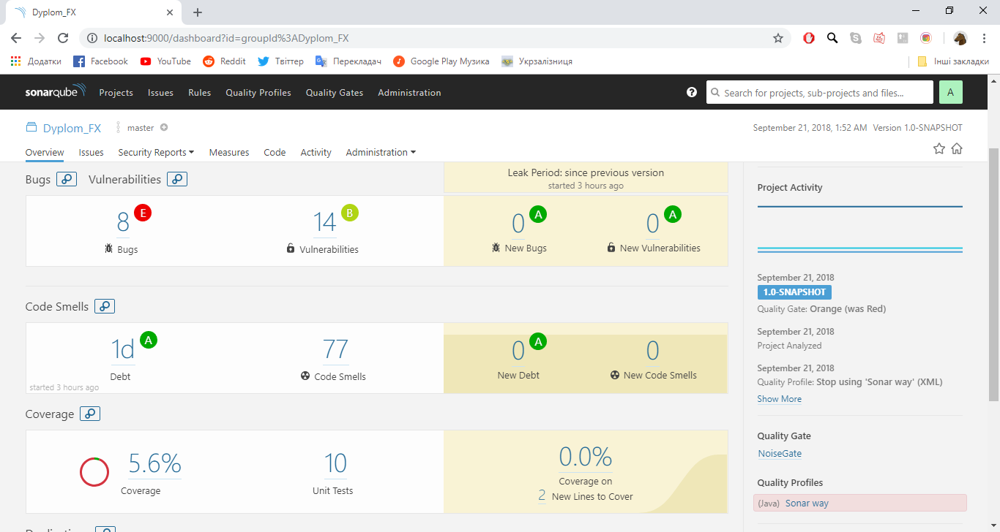 Dyplom_FX
localhost:9000/dashboard?id=groupId%3ADyplom_FX
Додатки Facebook YouTube Reddit Твіттер Перекладач Google Play Музика Укрзалізниця Інші закладки
sonarqube Projects Issues Rules Quality Profiles Quality Gates Administration Search for projects, sub-projects and files... A
Dyplom_FX master September 21, 2018, 1:52 AM Version 1.0-SNAPSHOT
Overview Issues Security Reports Measures Code Activity Administration
Bugs Vulnerabilities
Leak Period: since previous version
started 3 hours ago
8 E 14 B 0 A 0 A
Bugs Vulnerabilities New Bugs New Vulnerabilities
Code Smells
1d A 77 0 A 0
Debt Code Smells New Debt New Code Smells
started 3 hours ago
Coverage
5.6% 10 0.0%
Coverage Unit Tests Coverage on
2 New Lines to Cover
Project Activity
September 21, 2018
1.0-SNAPSHOT
Quality Gate: Orange (was Red)
September 21, 2018
Project Analyzed
September 21, 2018
Quality Profile: Stop using 'Sonar way' (XML)
Show More
Quality Gate
NoiseGate
Quality Profiles
(Java) Sonar way